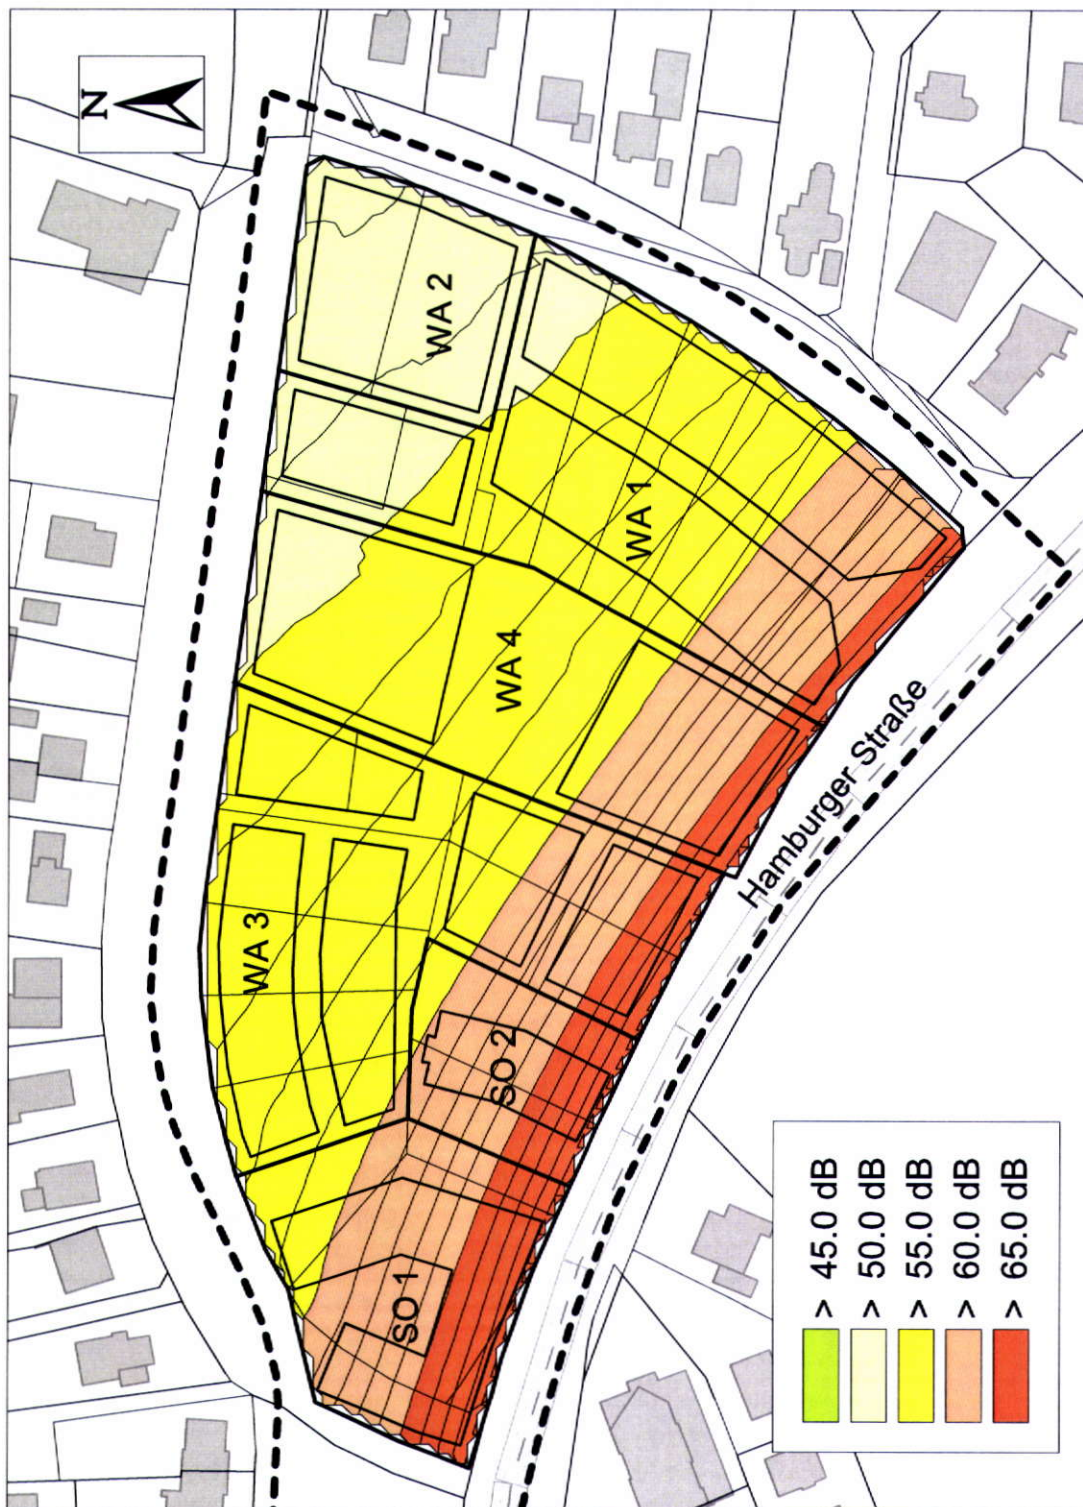 N
WA 2
WA 1
WA 4
WA 3
SO 2
SO 1
Hamburger Straße
> 45.0 dB
> 50.0 dB
> 55.0 dB
> 60.0 dB
> 65.0 dB